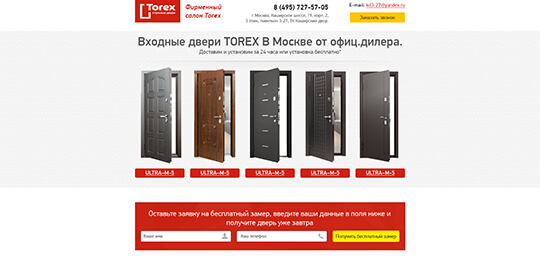 Torex
стальные двери
Фирменный
салон Torex
8 (495) 727-57-05
г.Москва, Каширское шоссе, 19, корп. 2,
3 этаж, павильон 3-27, ТК Каширский двор
E-mail: kd3-27@yandex.ru
Заказать звонок
Входные двери TOREX В Москве от офиц.дилера.
Доставим и установим за 24 часа или установка бесплатно*
ULTRA-M-5
ULTRA-M-5
ULTRA-M-5
ULTRA-M-5
ULTRA-M-5
Оставьте заявку на бесплатный замер, введите ваши данные в поля ниже и
получите дверь уже завтра
Ваше имя
Ваш телефон
Получить бесплатный замер